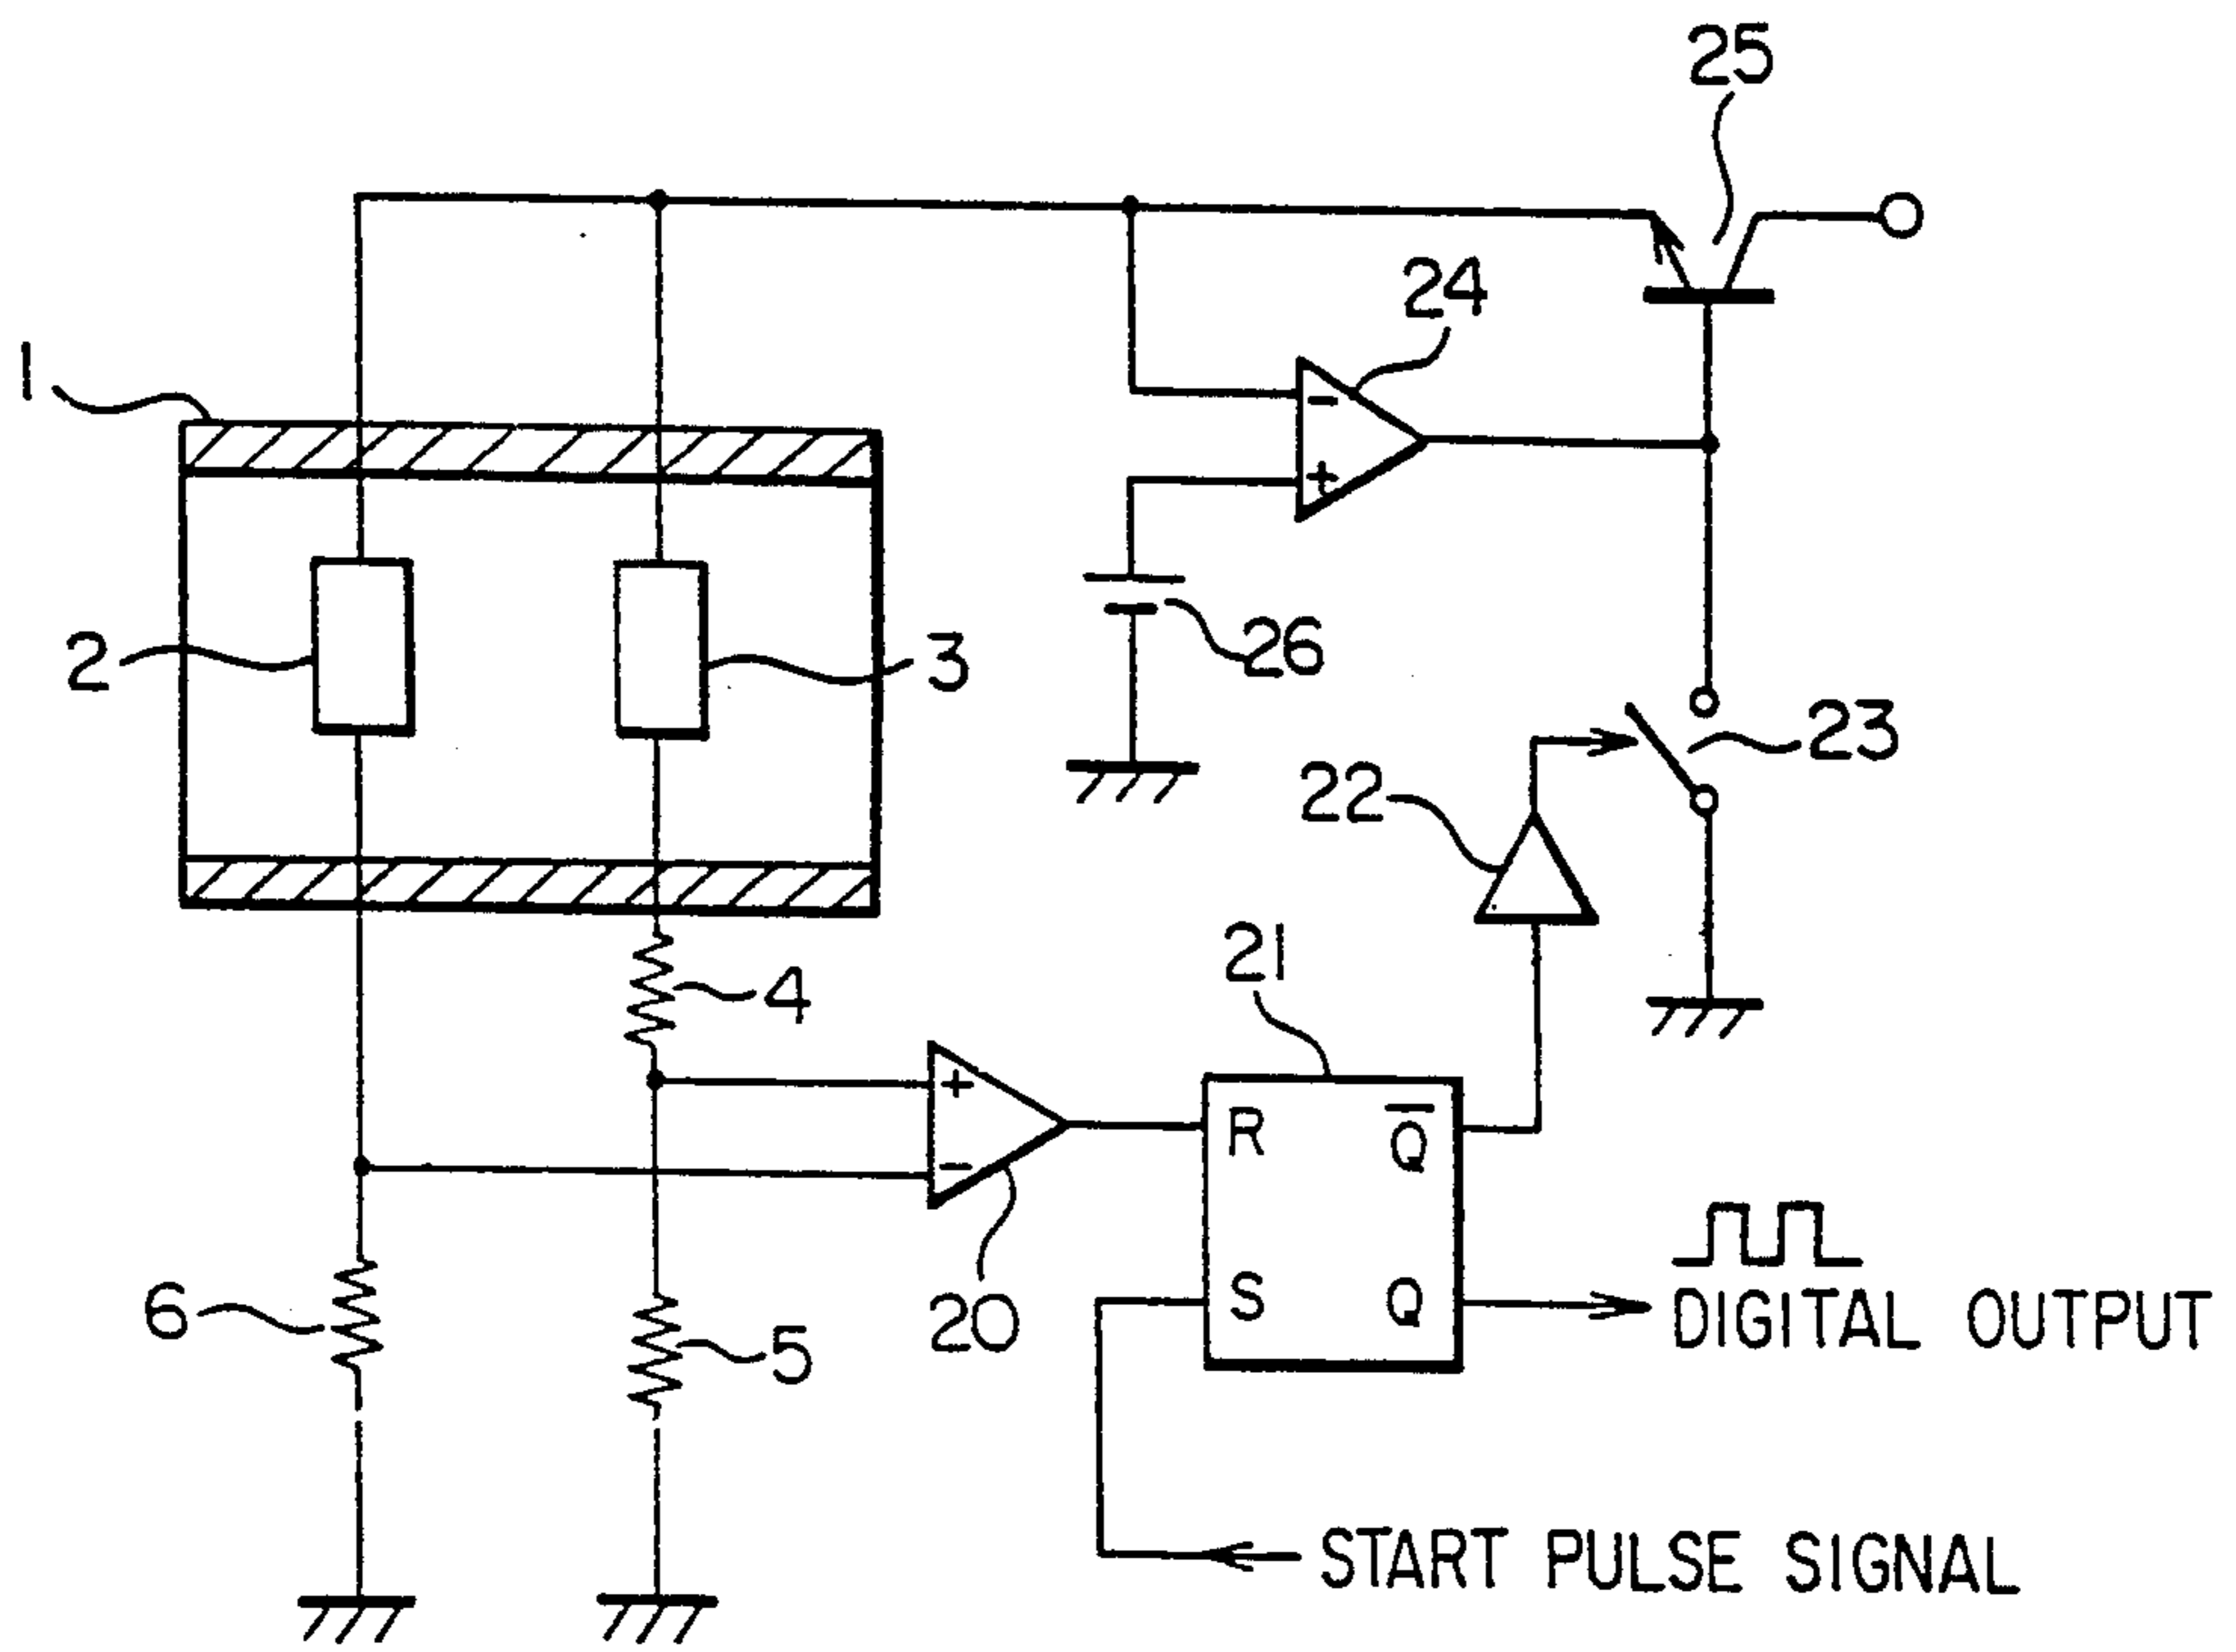 25
24
1
-
+
26
2
3
23
22
21
4
+
-
R
Q̅
S
Q
20
6
5
DIGITAL OUTPUT
START PULSE SIGNAL